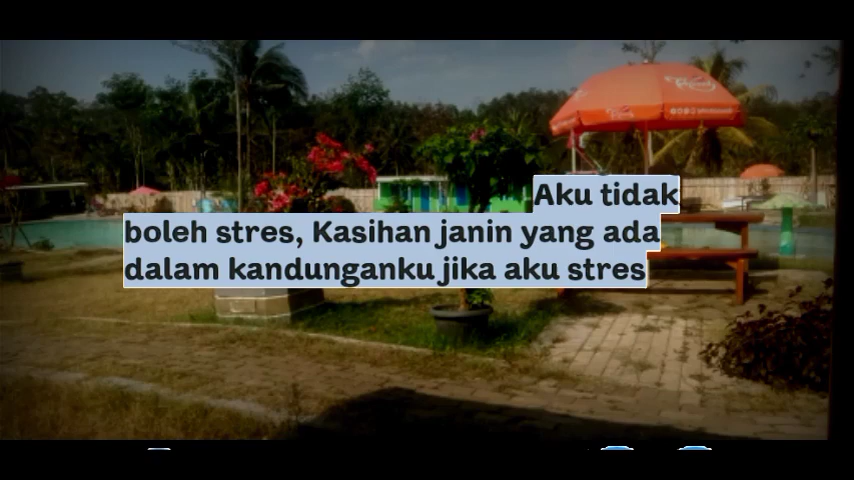 Aku tidak
boleh stres, Kasihan janin yang ada
dalam kandunganku jika aku stres